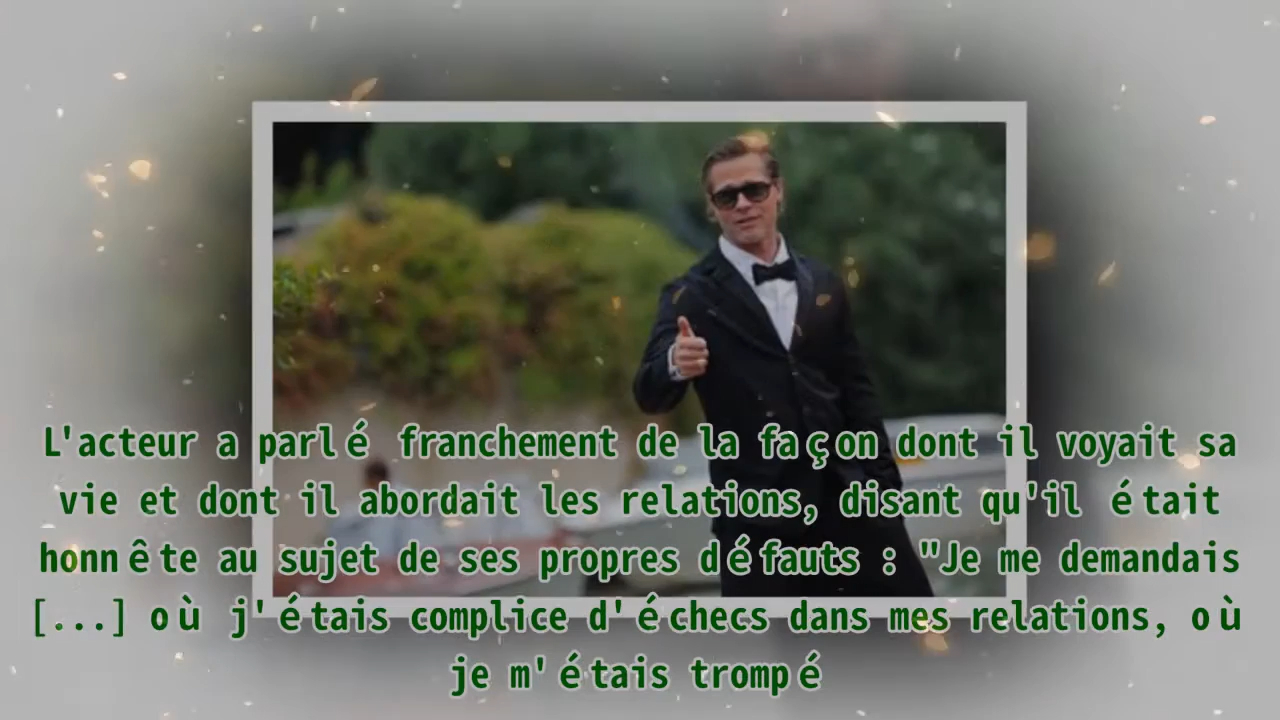 L'acteur a parlé franchement de la façon dont il voyait sa
vie et dont il abordait les relations, disant qu'il était
honnête au sujet de ses propres défauts : "Je me demandais
[...] où j'étais complice d'échecs dans mes relations, où
je m'étais trompé